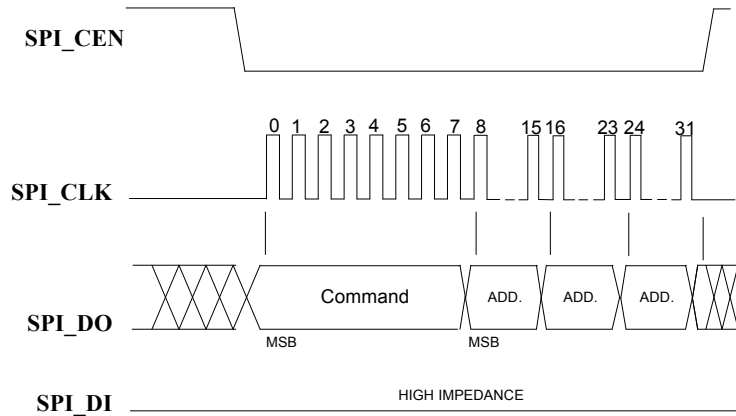 SPI_CEN
0 1 2 3 4 5 6 7 8 15 16 23 24 31
SPI_CLK
Command ADD. ADD. ADD.
SPI_DO
MSB MSB
HIGH IMPEDANCE
SPI_DI